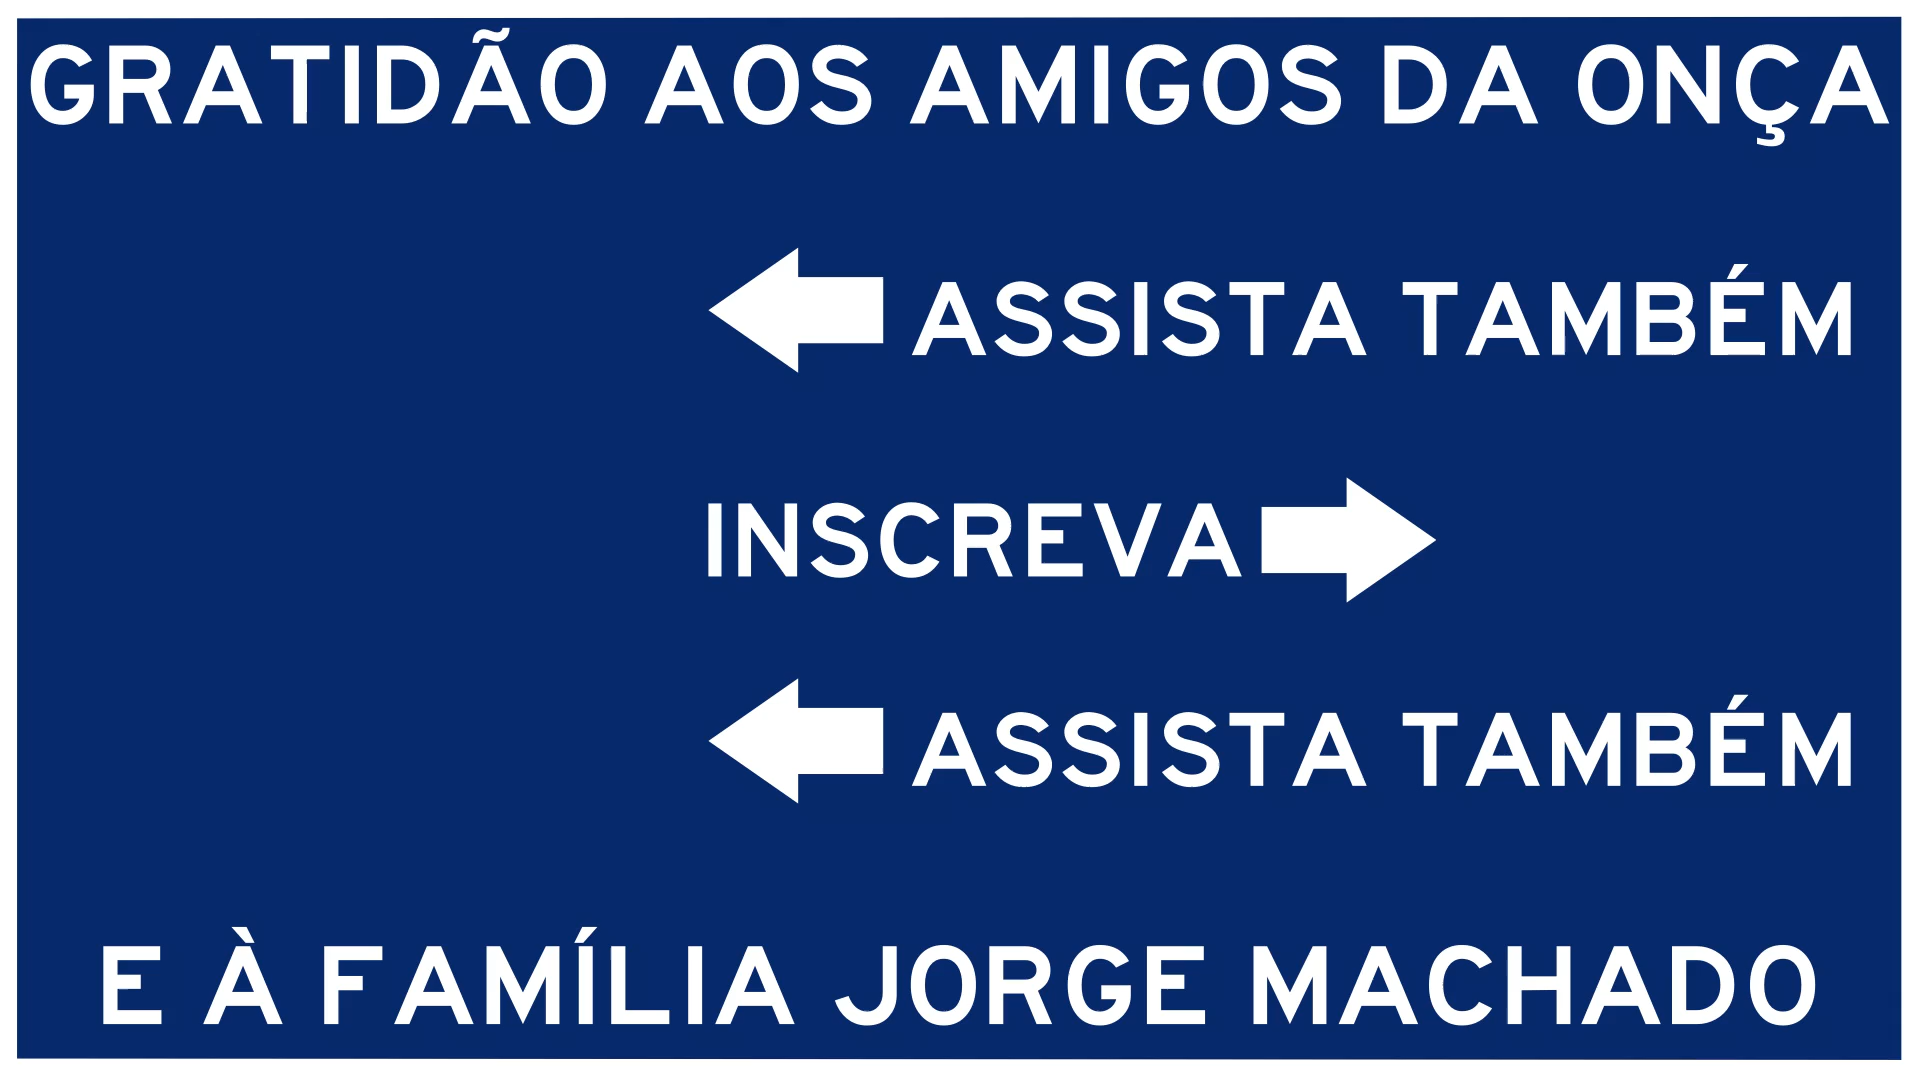 GRATIDÃO AOS AMIGOS DA ONÇA
ASSISTA TAMBÉM
INSCREVA
ASSISTA TAMBÉM
E À FAMÍLIA JORGE MACHADO